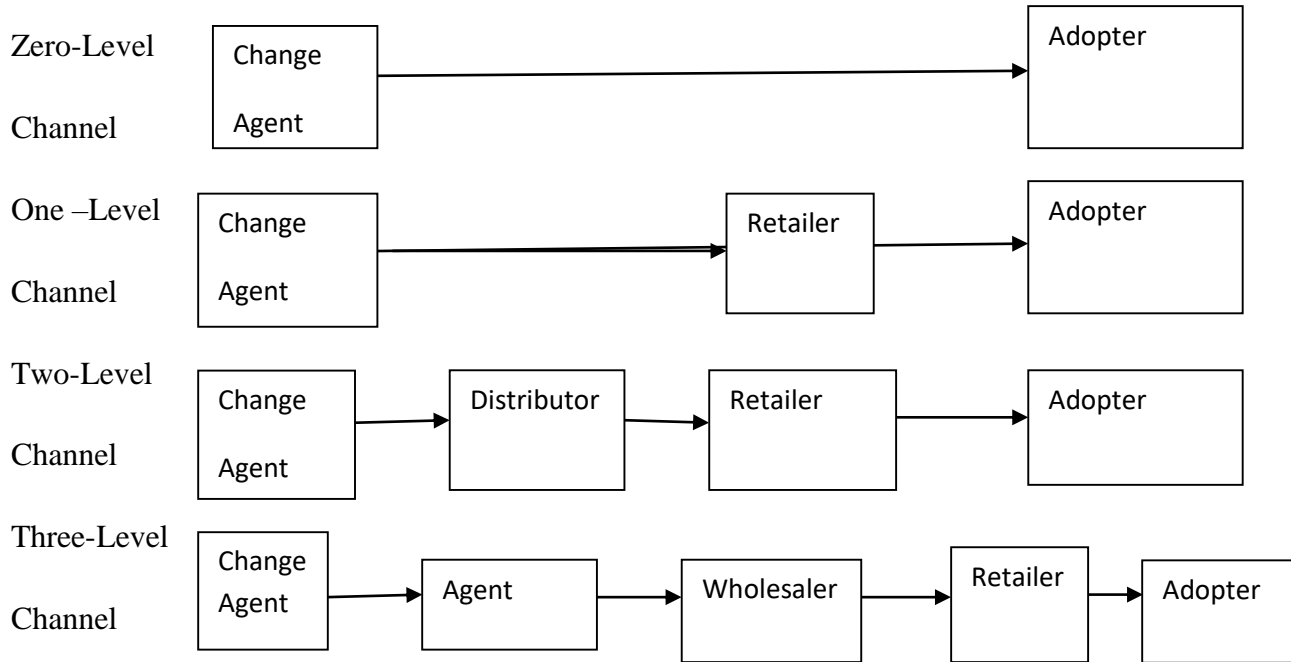 Zero-Level
Channel
Change
Agent
Adopter
One –Level
Channel
Change
Agent
Retailer
Adopter
Two-Level
Channel
Change
Agent
Distributor
Retailer
Adopter
Three-Level
Channel
Change
Agent
Agent
Wholesaler
Retailer
Adopter